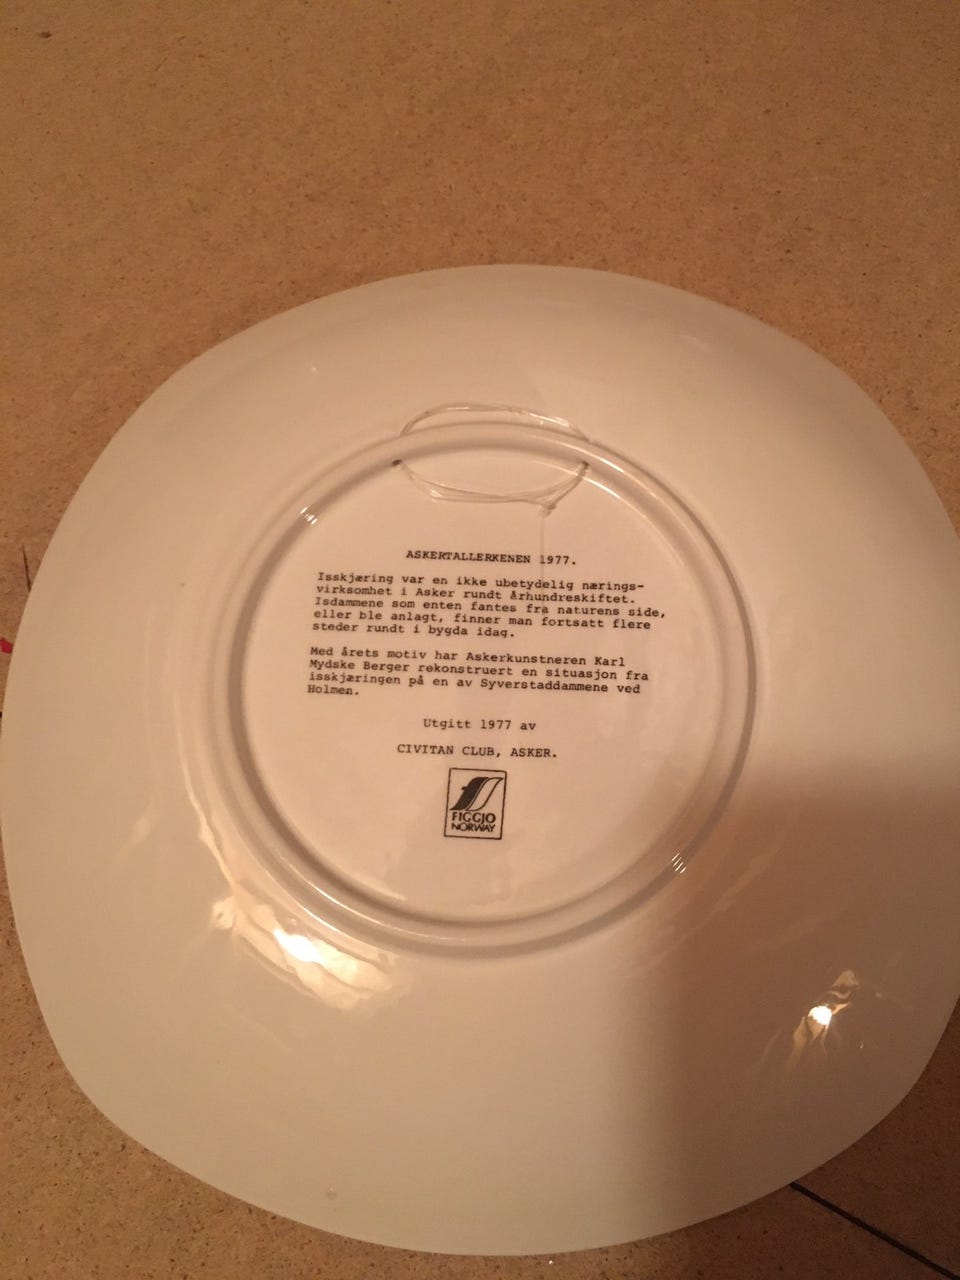 ASKERTALLERKENEN 1977.
Isskjæring var en ikke ubetydelig nærings-
virksomhet i Asker rundt århundreskiftet.
Isdammene som enten fantes fra naturens side,
eller ble anlagt, finner man fortsatt flere
steder rundt i bygda idag.
Med årets motiv har Askerkunstneren Karl
Mydske Berger rekonstruert en situasjon fra
isskjæringen på en av Syverstaddammene ved
Holmen.
Utgitt 1977 av
CIVITAN CLUB, ASKER.
FIGGJO
NORWAY